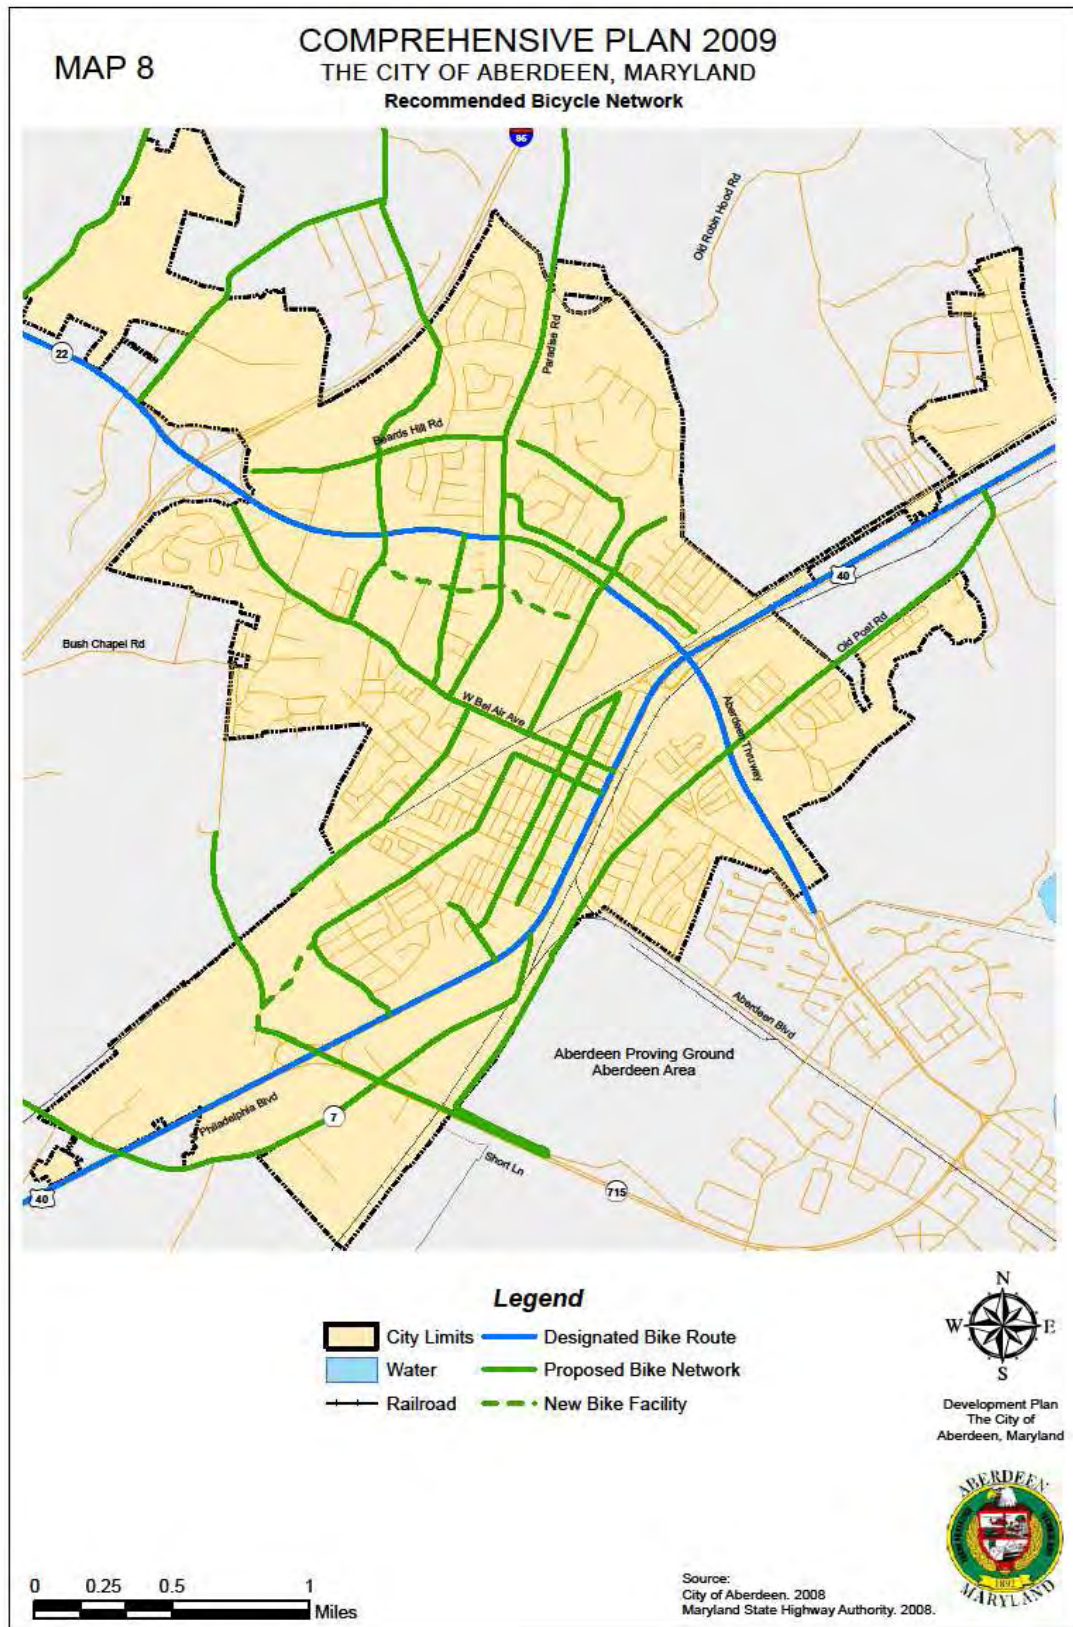 MAP 8
COMPREHENSIVE PLAN 2009
THE CITY OF ABERDEEN, MARYLAND
Recommended Bicycle Network
95
Old Robin Hood Rd
Paradise Rd
22
Beards Hill Rd
40
Bush Chapel Rd
Old Post Rd
W Bel Air Ave
Aberdeen Thruway
Aberdeen Blvd
Aberdeen Proving Ground
Aberdeen Area
Philadelphia Blvd
7
Short Ln
715
40
Legend
City Limits
Designated Bike Route
Water
Proposed Bike Network
Railroad
New Bike Facility
N
W
E
S
Development Plan
The City of
Aberdeen, Maryland
ABERDEEN
1892
MARYLAND
0 0.25 0.5 1
Miles
Source:
City of Aberdeen. 2008
Maryland State Highway Authority. 2008.